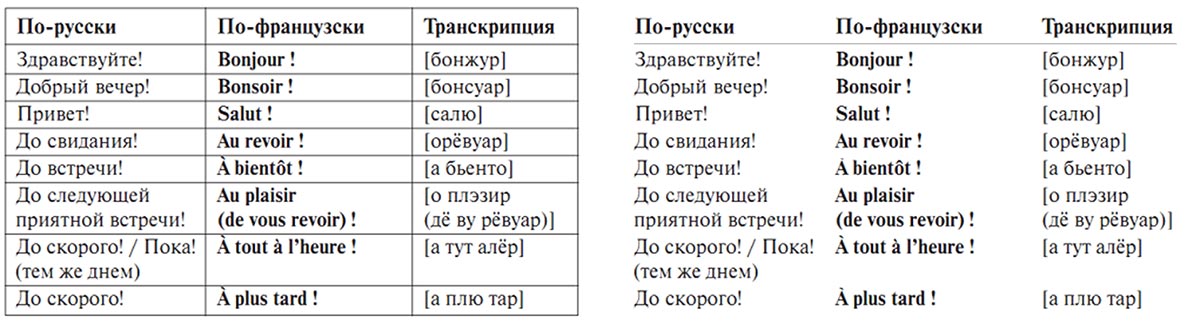 По-русски По-французски Транскрипция
Здравствуйте! Bonjour ! [бонжур]
Добрый вечер! Bonsoir ! [бонсуар]
Привет! Salut ! [салю]
До свидания! Au revoir ! [орёвуар]
До встречи! À bientôt ! [а бьенто]
До следующей Au plaisir [о плэзир
приятной встречи! (de vous revoir) ! (дё ву рёвуар)]
До скорого! / Пока! À tout à l’heure ! [а тут алёр]
(тем же днем)
До скорого! À plus tard ! [а плю тар]
По-русски По-французски Транскрипция
Здравствуйте! Bonjour ! [бонжур]
Добрый вечер! Bonsoir ! [бонсуар]
Привет! Salut ! [салю]
До свидания! Au revoir ! [орёвуар]
До встречи! À bientôt ! [а бьенто]
До следующей Au plaisir [о плэзир
приятной встречи! (de vous revoir) ! (дё ву рёвуар)]
До скорого! / Пока! À tout à l’heure ! [а тут алёр]
(тем же днем)
До скорого! À plus tard ! [а плю тар]